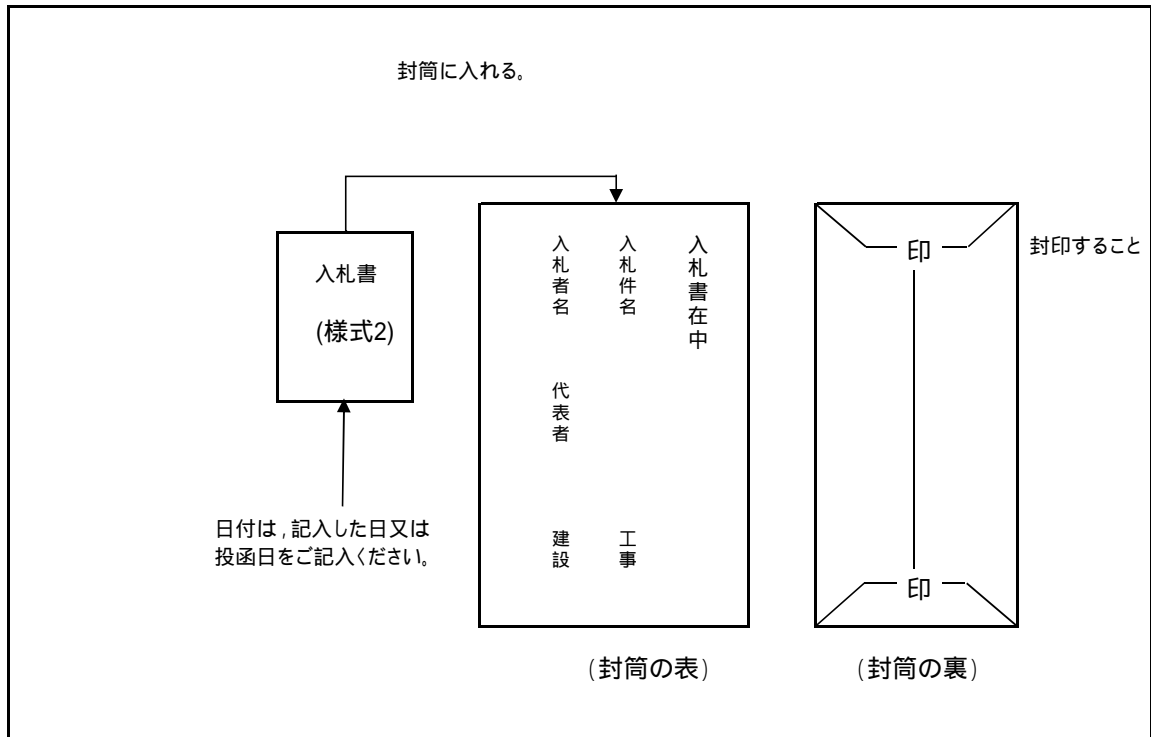 封筒に入れる。
入札書
(様式2)
日付は,記入した日又は
投函日をご記入ください。
入札書在中
入札件名 工事
入札者名 代表者 建設
印
印
封印すること
(封筒の表)
(封筒の裏)